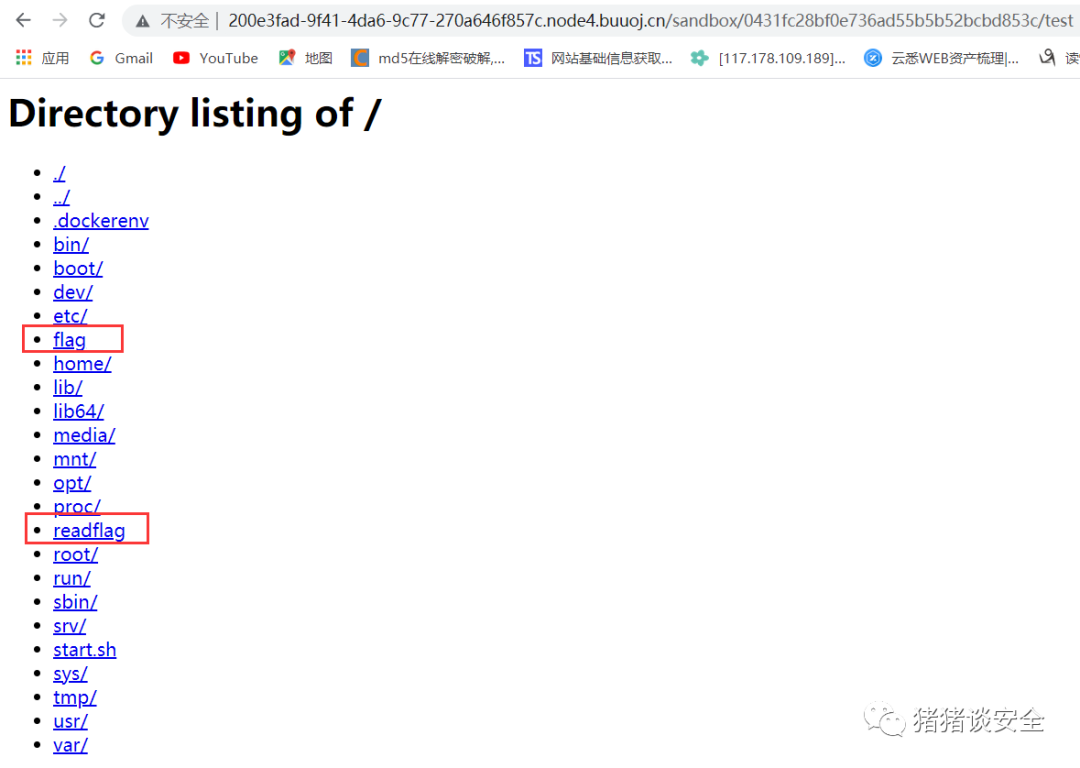 不安全 | 200e3fad-9f41-4da6-9c77-270a646f857c.node4.buuoj.cn/sandbox/0431fc28bf0e736ad55b5b52bcbd853c/test
应用 Gmail YouTube 地图 md5在线解密破解,... TS 网站基础信息获取... [117.178.109.189]... 云悉WEB资产梳理|... 读
Directory listing of /
./
../
.dockerenv
bin/
boot/
dev/
etc/
flag
home/
lib/
lib64/
media/
mnt/
opt/
proc/
readflag
root/
run/
sbin/
srv/
start.sh
sys/
tmp/
usr/
var/
猪猪谈安全